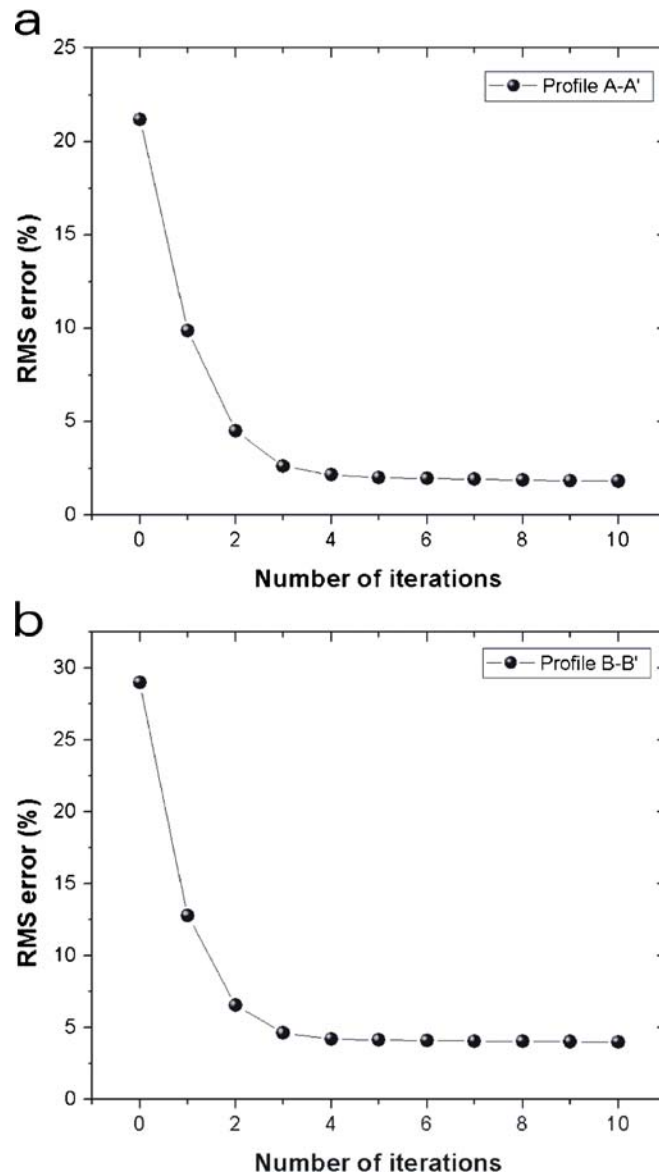 a
25
20
15
10
5
0
RMS error (%)
Profile A-A'
0 2 4 6 8 10
Number of iterations
b
30
25
20
15
10
5
0
RMS error (%)
Profile B-B'
0 2 4 6 8 10
Number of iterations